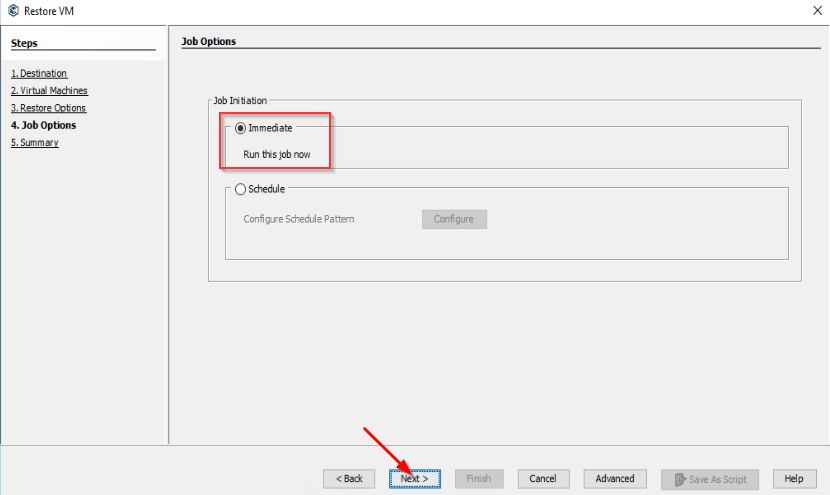 Restore VM
Steps
1. Destination
2. Virtual Machines
3. Restore Options
4. Job Options
5. Summary
Job Options
Job Initiation
Immediate
Run this job now
Schedule
Configure Schedule Pattern
Configure
< Back
Next >
Finish
Cancel
Advanced
Save As Script
Help